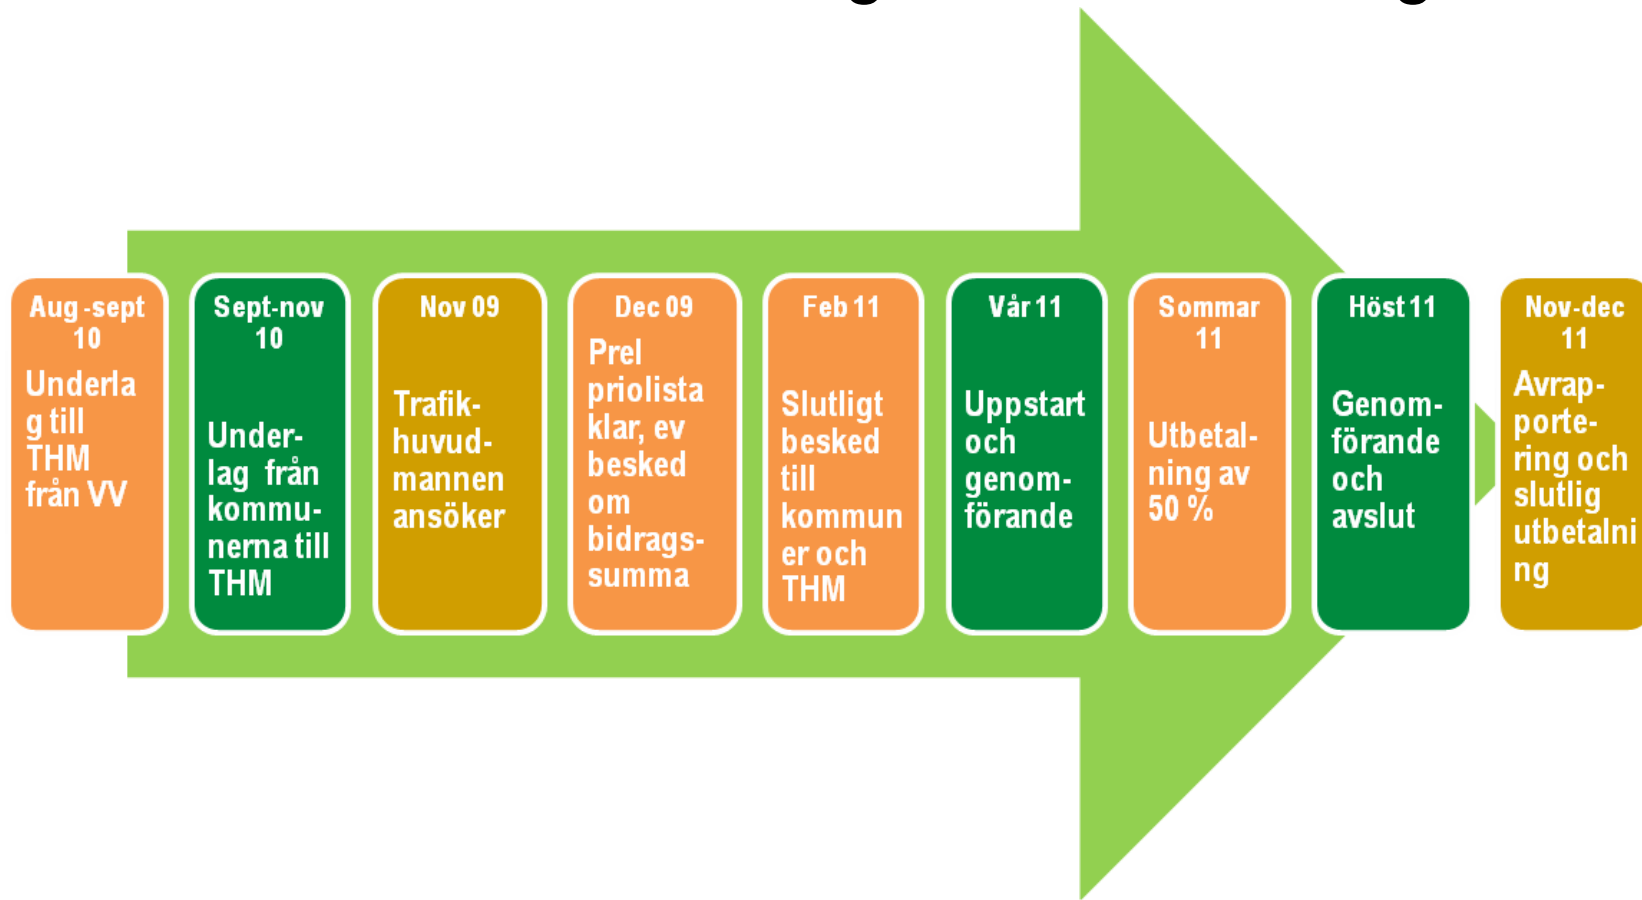 Aug-sept
10
Underla
g till
THM
från VV
Sept-nov
10
Under-
lag från
kommu-
nerna till
THM
Nov 09
Trafik-
huvud-
mannen
ansöker
Dec 09
Prel
priolista
klar, ev
besked
om
bidrags-
summa
Feb 11
Slutligt
besked
till
kommun
er och
THM
Vår 11
Uppstart
och
genom-
förande
Sommar
11
Utbetal-
ning av
50 %
Höst 11
Genom-
förande
och
avslut
Nov-dec
11
Avrap-
porte-
ring och
slutlig
utbetalni
ng